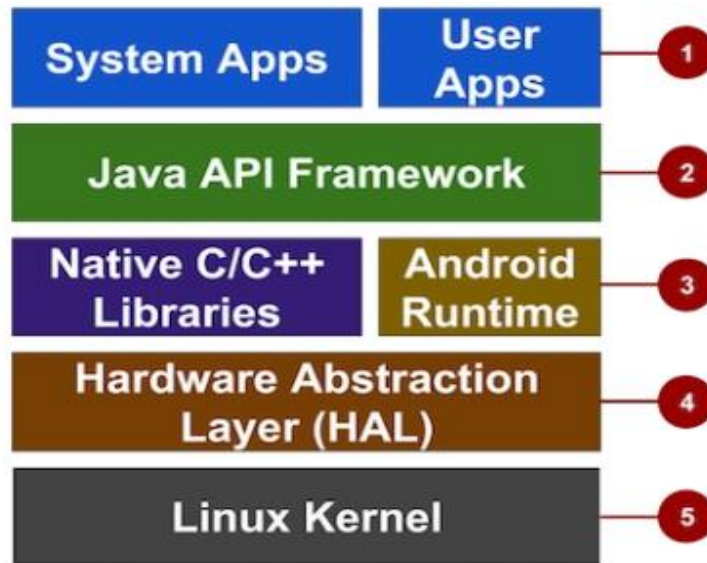 System Apps
User
Apps
1
Java API Framework
2
Native C/C++
Libraries
Android
Runtime
3
Hardware Abstraction
Layer (HAL)
4
Linux Kernel
5